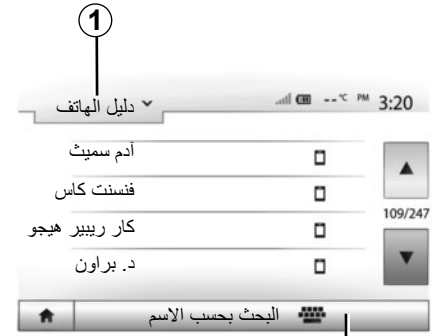 1
دليل الهاتف --°C PM 3:20
آدم سميث
فنسنت كاس
109/247
كار ريبير هيجو
د. براون
البحث بحسب الاسم